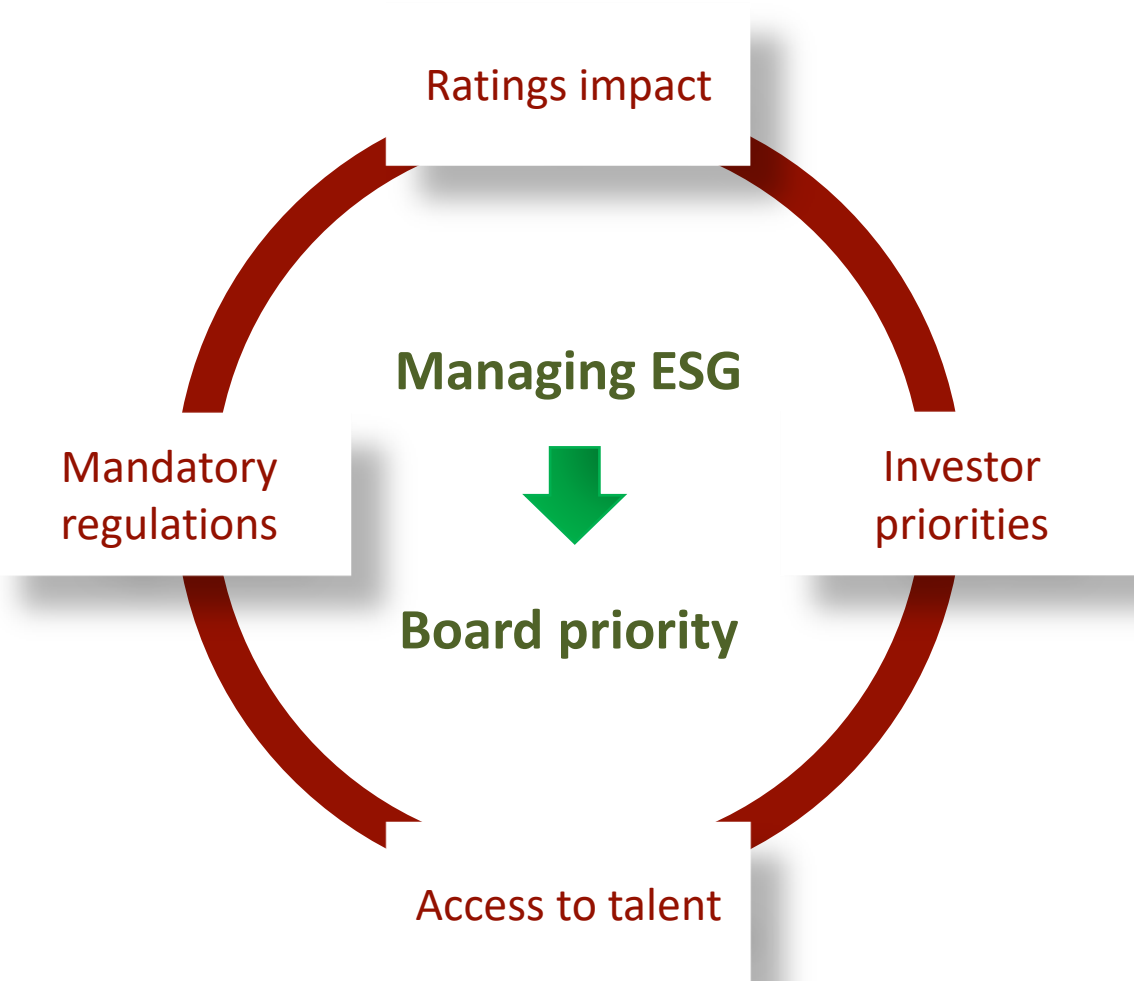 Ratings impact
Managing ESG
Mandatory
regulations
Investor
priorities
Board priority
Access to talent